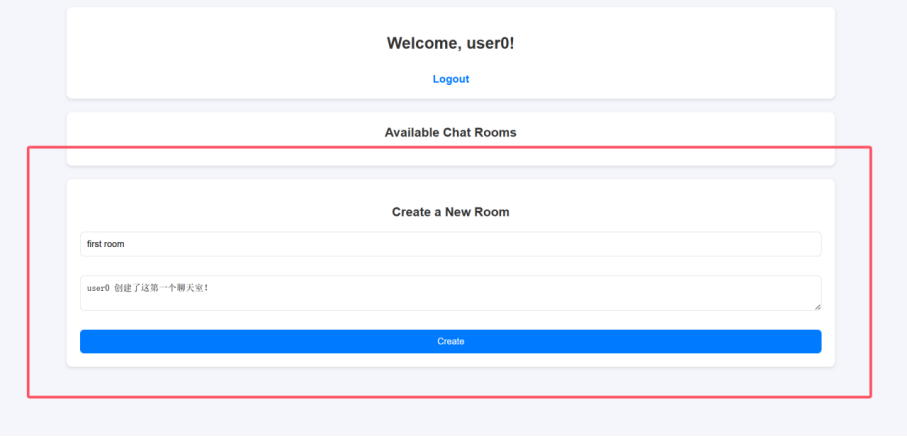 Welcome, user0!
Logout
Available Chat Rooms
Create a New Room
first room
user0 创建了这第一个聊天室!
Create